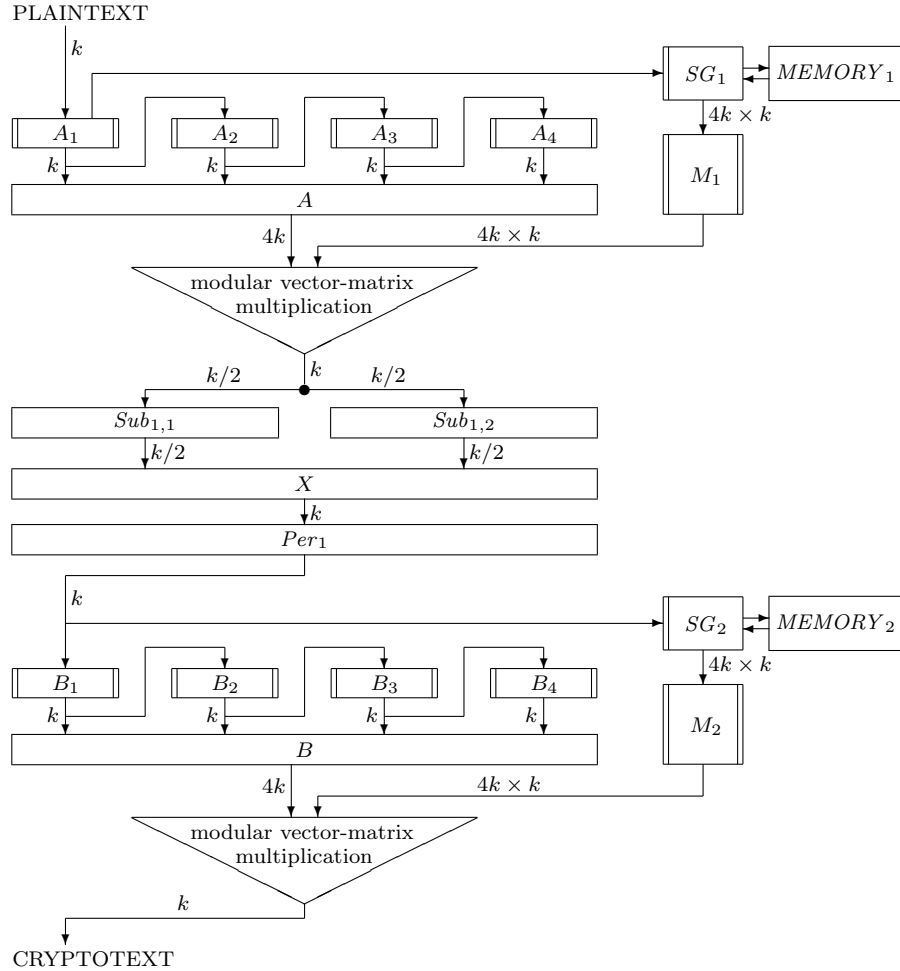 PLAINTEXT
k
SG₁
MEMORY₁
4k × k
A₁
A₂
A₃
A₄
k
k
k
k
M₁
A
4k
4k × k
modular vector-matrix
multiplication
k
k/2
k/2
Sub₁,₁
Sub₁,₂
k/2
k/2
X
k
Per₁
k
SG₂
MEMORY₂
4k × k
B₁
B₂
B₃
B₄
k
k
k
k
M₂
B
4k
4k × k
modular vector-matrix
multiplication
k
CRYPTOTEXT